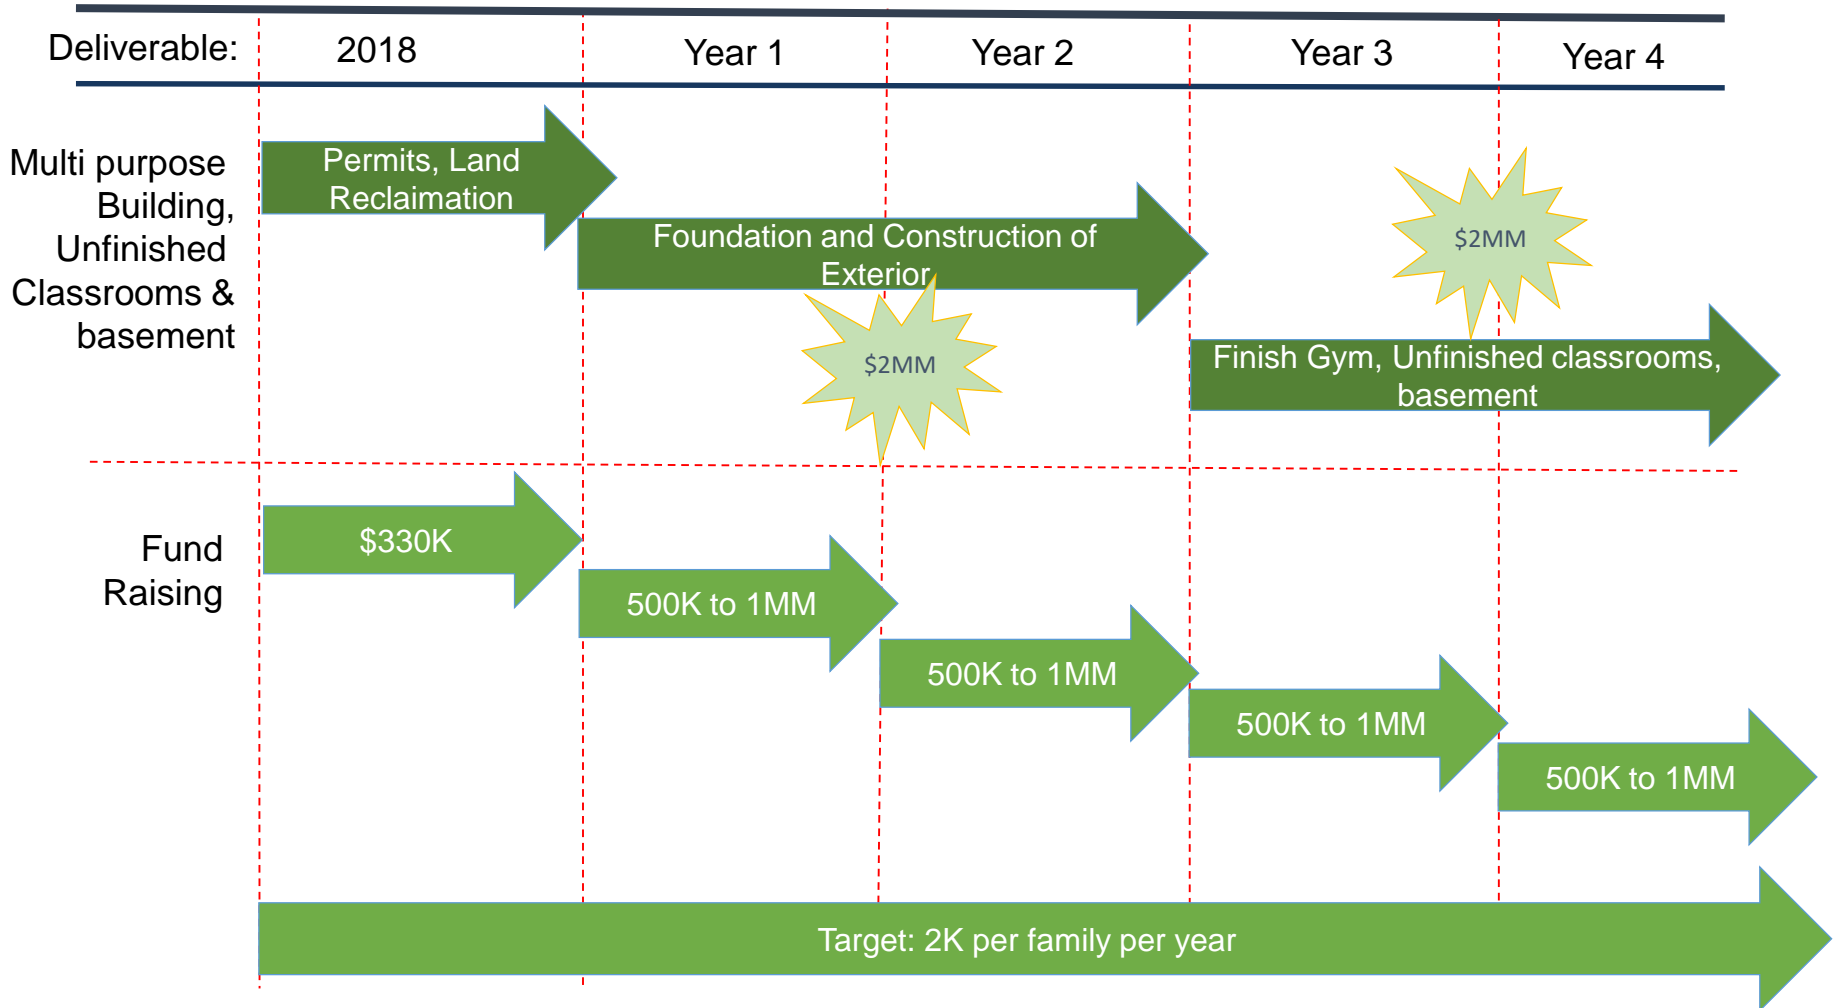 Deliverable: 2018 Year 1 Year 2 Year 3 Year 4
Multi purpose
Building,
Unfinished
Classrooms &
basement
Permits, Land
Reclaimation
Foundation and Construction of
Exterior
$2MM
$2MM
Finish Gym, Unfinished classrooms,
basement
Fund
Raising
$330K
500K to 1MM
500K to 1MM
500K to 1MM
500K to 1MM
Target: 2K per family per year